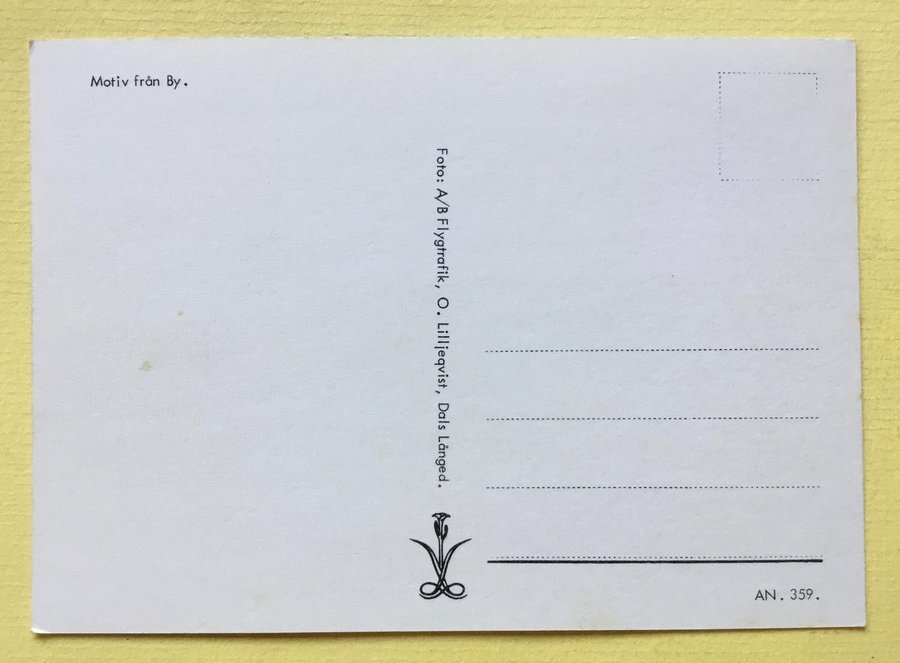 Motiv från By.
Foto: A/B Flygtrafik, O. Lilljeqvist, Dals Långed.
AN. 359.